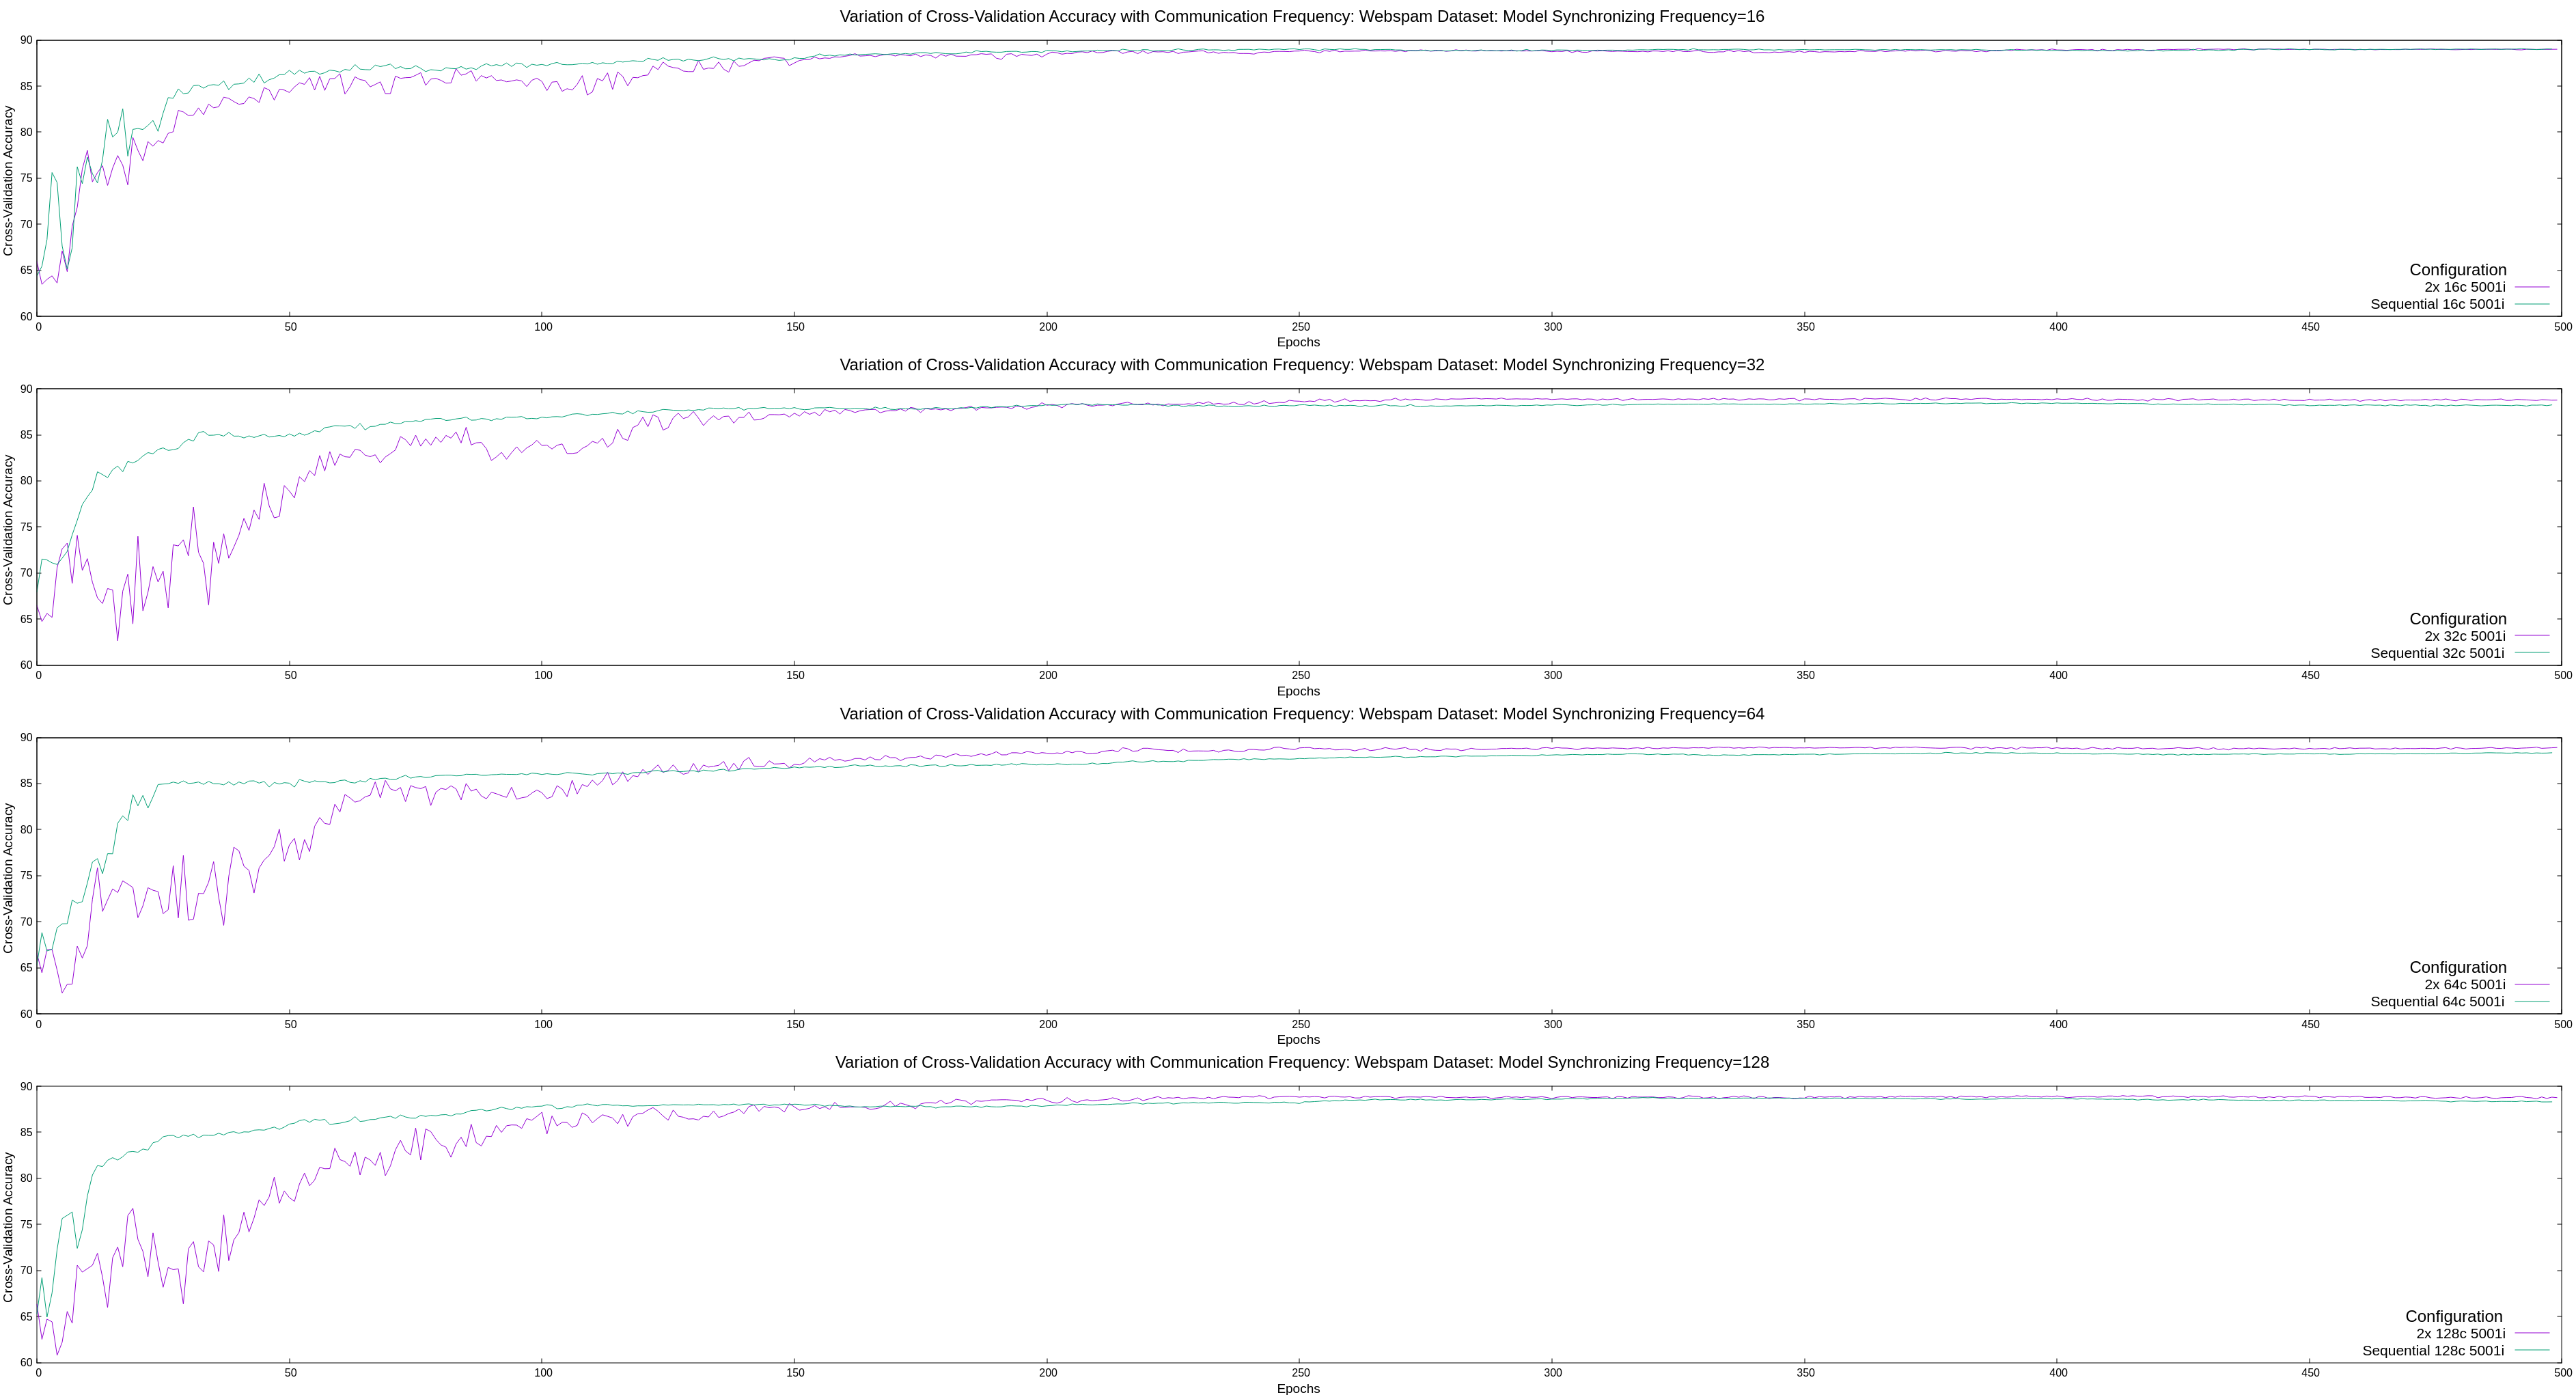 Variation of Cross-Validation Accuracy with Communication Frequency: Webspam Dataset: Model Synchronizing Frequency=16
90
85
80
75
70
65
60
Cross-Validation Accuracy
Configuration
2x 16c 5001i
Sequential 16c 5001i
0 50 100 150 200 250 300 350 400 450 500
Epochs
Variation of Cross-Validation Accuracy with Communication Frequency: Webspam Dataset: Model Synchronizing Frequency=32
90
85
80
75
70
65
60
Cross-Validation Accuracy
Configuration
2x 32c 5001i
Sequential 32c 5001i
0 50 100 150 200 250 300 350 400 450 500
Epochs
Variation of Cross-Validation Accuracy with Communication Frequency: Webspam Dataset: Model Synchronizing Frequency=64
90
85
80
75
70
65
60
Cross-Validation Accuracy
Configuration
2x 64c 5001i
Sequential 64c 5001i
0 50 100 150 200 250 300 350 400 450 500
Epochs
Variation of Cross-Validation Accuracy with Communication Frequency: Webspam Dataset: Model Synchronizing Frequency=128
90
85
80
75
70
65
60
Cross-Validation Accuracy
Configuration
2x 128c 5001i
Sequential 128c 5001i
0 50 100 150 200 250 300 350 400 450 500
Epochs